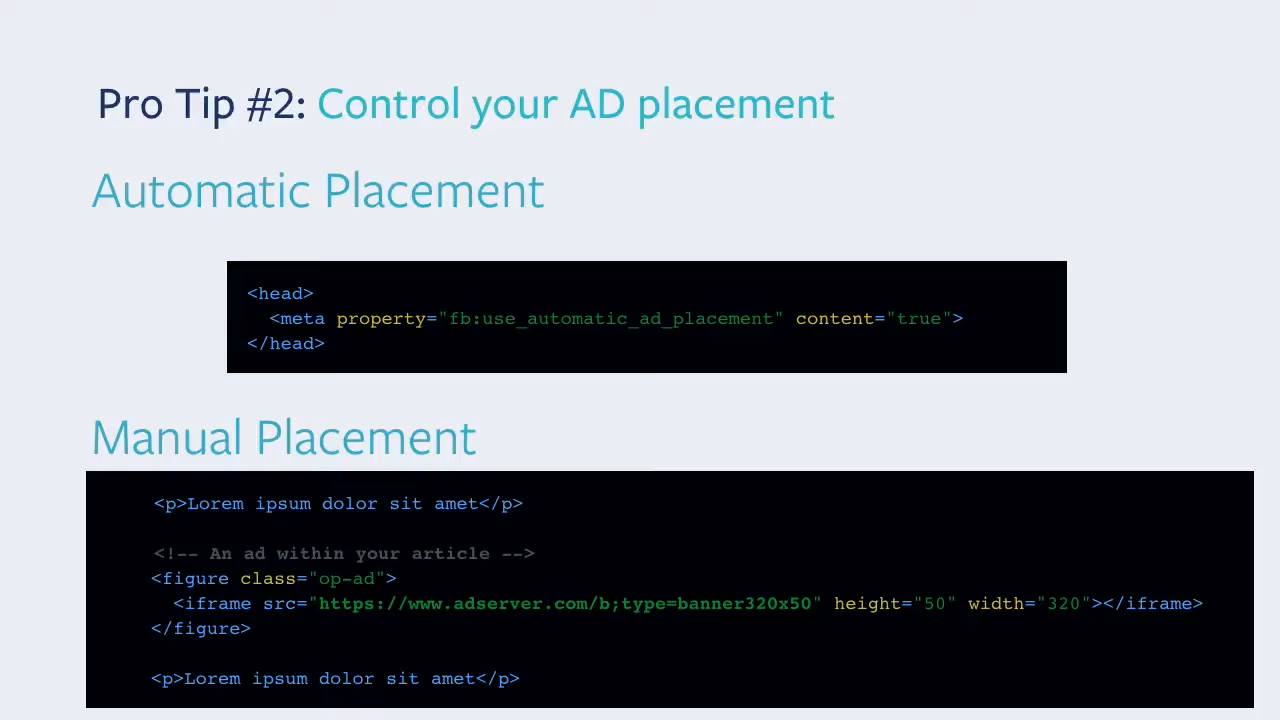 Pro Tip #2: Control your AD placement
Automatic Placement
<head>
<meta property="fb:use_automatic_ad_placement" content="true">
</head>
Manual Placement
<p>Lorem ipsum dolor sit amet</p>
<!-- An ad within your article -->
<figure class="op-ad">
<iframe src="https://www.adserver.com/b;type=banner320x50" height="50" width="320"></iframe>
</figure>
<p>Lorem ipsum dolor sit amet</p>